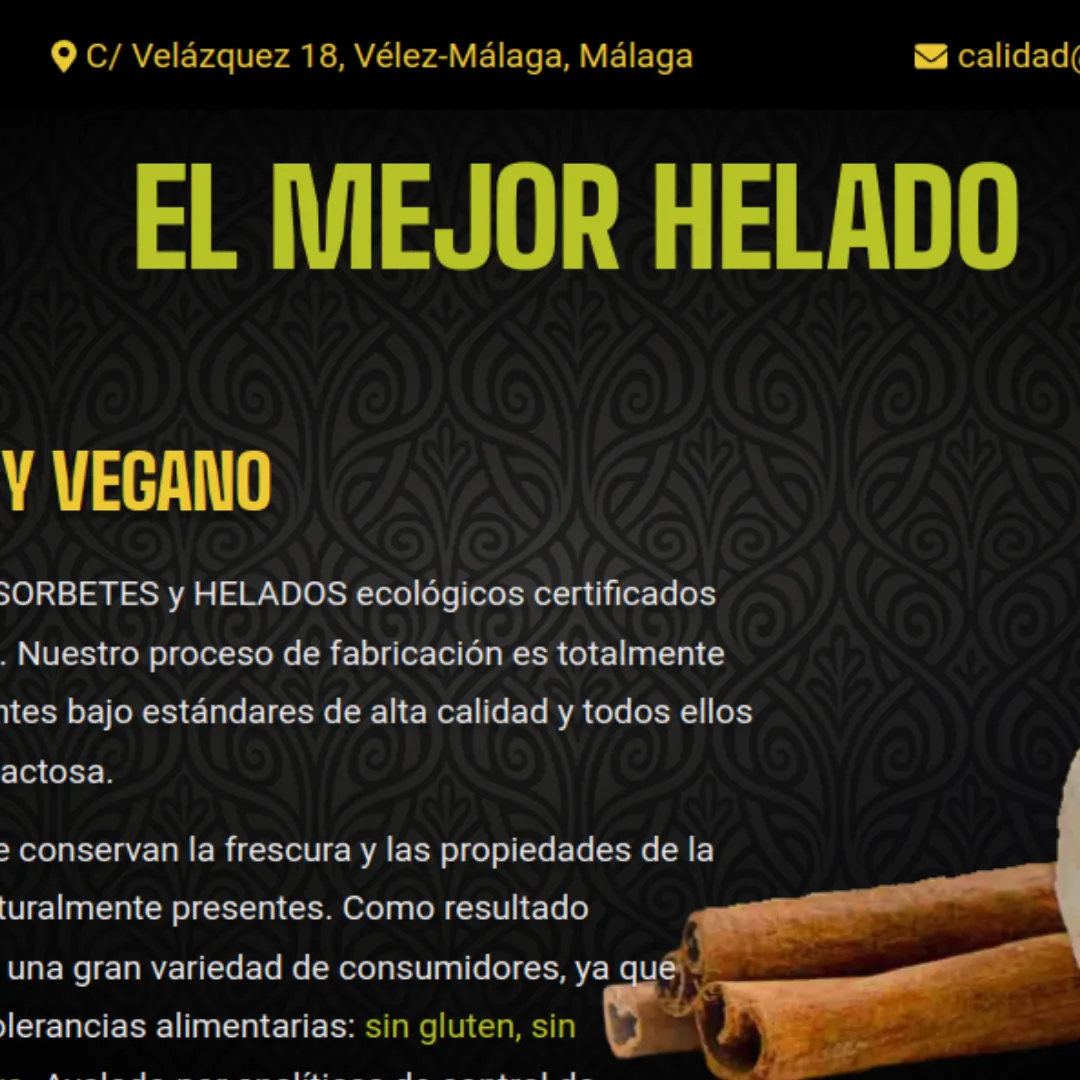 C/ Velázquez 18, Vélez-Málaga, Málaga
calidad@
EL MEJOR HELADO
Y VEGANO
SORBETES y HELADOS ecológicos certificados
. Nuestro proceso de fabricación es totalmente
ntes bajo estándares de alta calidad y todos ellos
actosa.
e conservan la frescura y las propiedades de la
turalmente presentes. Como resultado
una gran variedad de consumidores, ya que
olerancias alimentarias: sin gluten, sin